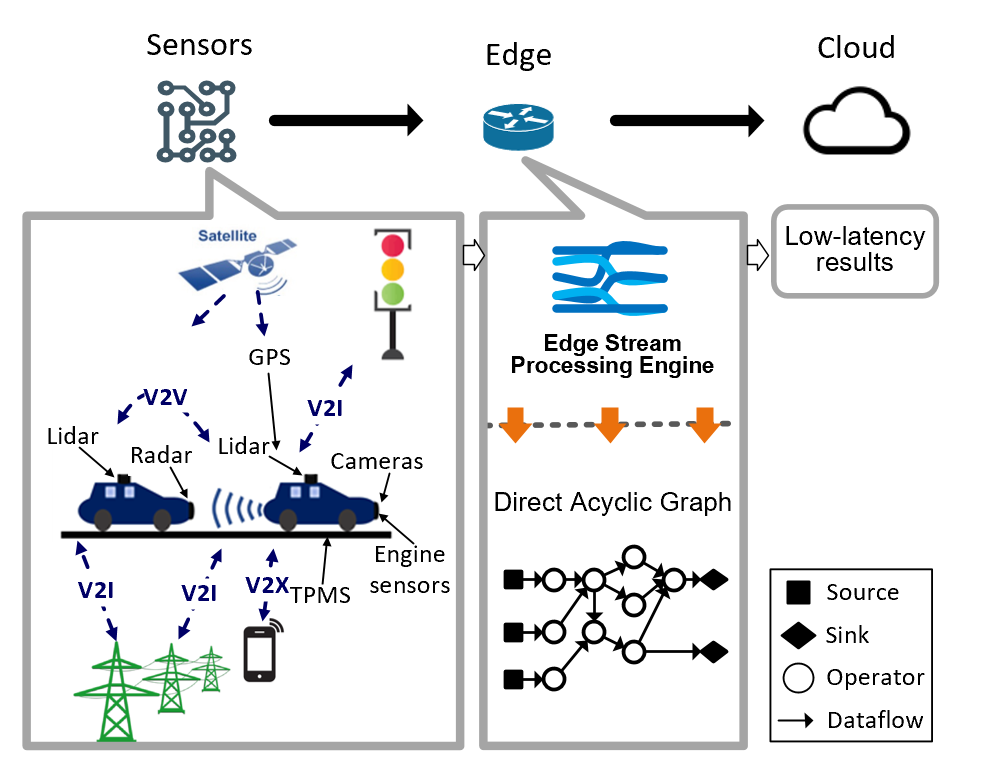 Sensors
Edge
Cloud
Satellite
GPS
V2V
V2I
Lidar
Radar
Lidar
Cameras
Engine
sensors
V2I
V2I
V2X
TPMS
Edge Stream
Processing Engine
Direct Acyclic Graph
Low-latency
results
Source
Sink
Operator
Dataflow